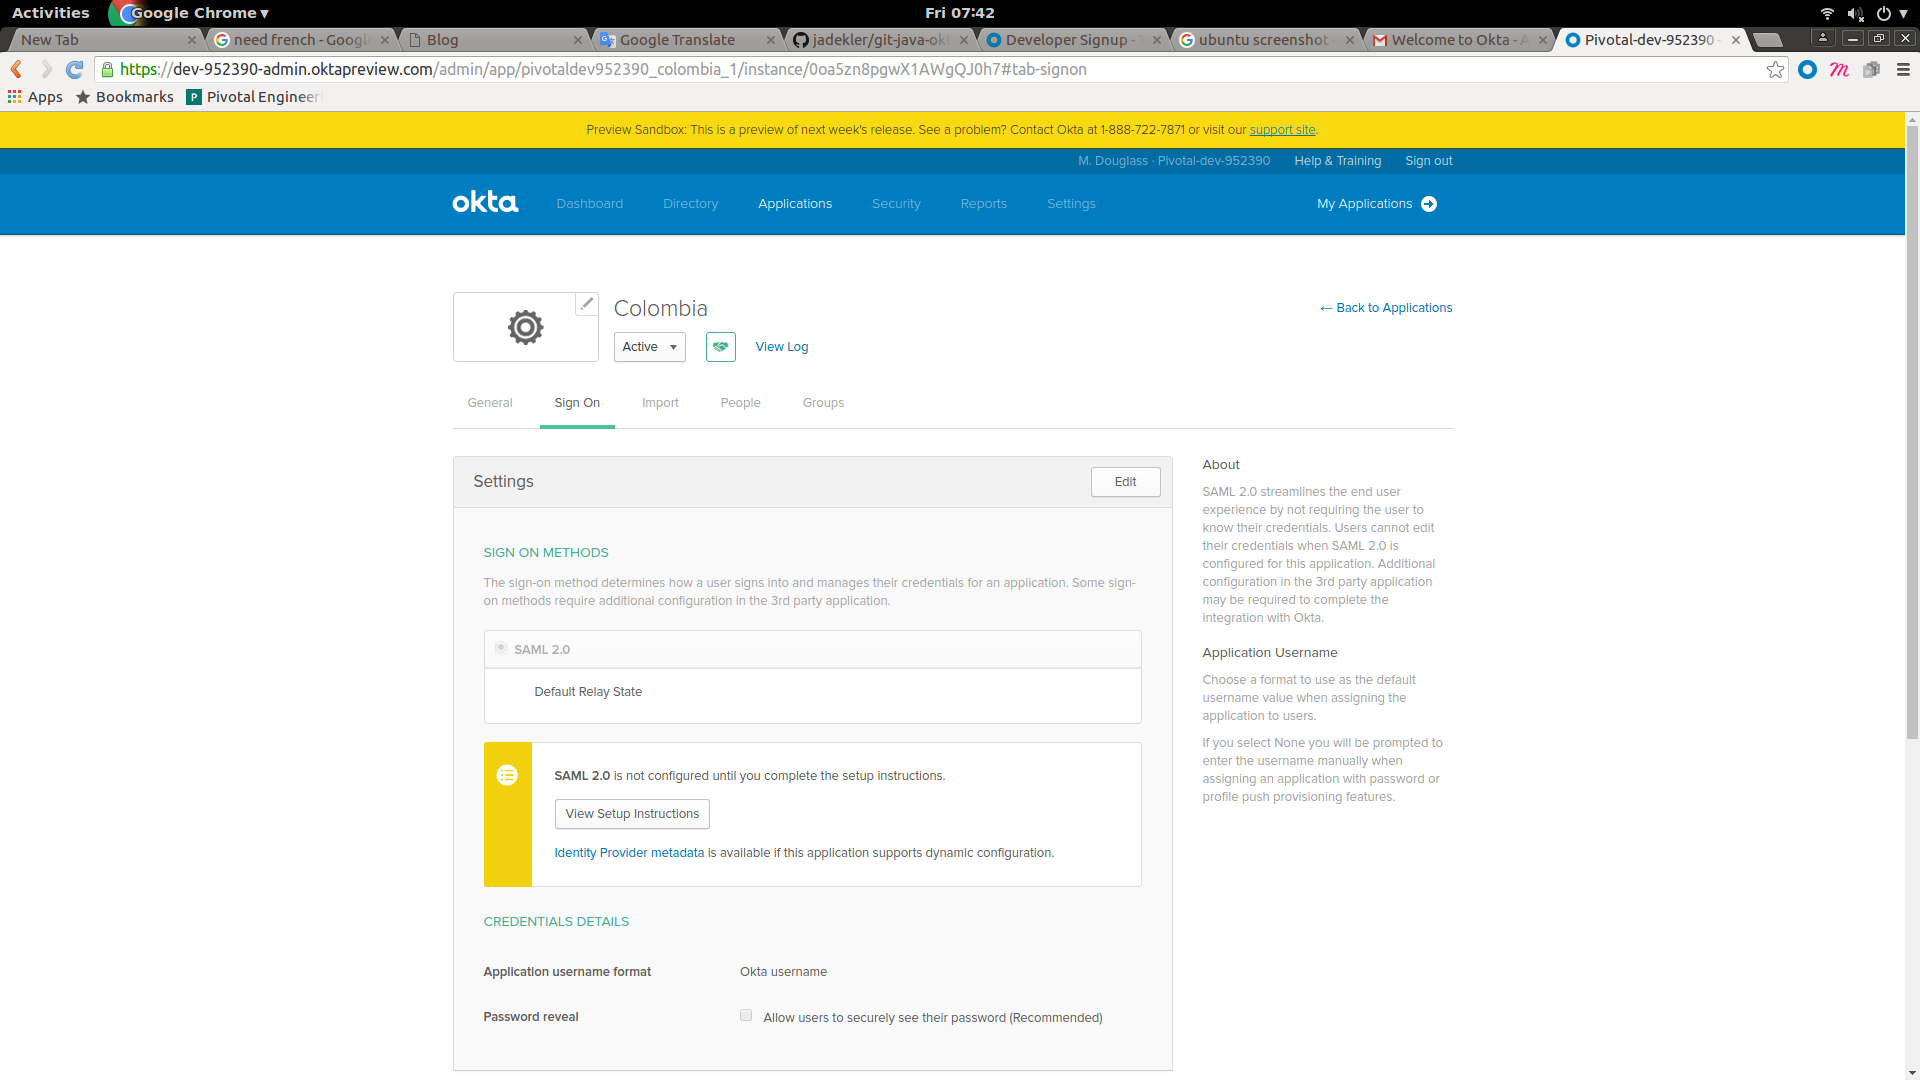 Activities
Google Chrome ▾
Fri 07:42
New Tab
need french - Googl
Blog
Google Translate
jadekler/git-java-okt
Developer Signup - T
ubuntu screenshot -
Welcome to Okta - A
Pivotal-dev-952390 -
https://dev-952390-admin.oktapreview.com/admin/app/pivotaldev952390_colombia_1/instance/0oa5zn8pgwX1AWgQJ0h7#tab-signon
Apps
Bookmarks
Pivotal Engineeri
Preview Sandbox: This is a preview of next week's release. See a problem? Contact Okta at 1-888-722-7871 or visit our support site.
M. Douglass · Pivotal-dev-952390
Help & Training
Sign out
okta
Dashboard
Directory
Applications
Security
Reports
Settings
My Applications
Colombia
← Back to Applications
Active
View Log
General
Sign On
Import
People
Groups
Settings
Edit
SIGN ON METHODS
The sign-on method determines how a user signs into and manages their credentials for an application. Some sign-
on methods require additional configuration in the 3rd party application.
SAML 2.0
Default Relay State
SAML 2.0 is not configured until you complete the setup instructions.
View Setup Instructions
Identity Provider metadata is available if this application supports dynamic configuration.
CREDENTIALS DETAILS
Application username format
Okta username
Password reveal
Allow users to securely see their password (Recommended)
About
SAML 2.0 streamlines the end user
experience by not requiring the user to
know their credentials. Users cannot edit
their credentials when SAML 2.0 is
configured for this application. Additional
configuration in the 3rd party application
may be required to complete the
integration with Okta.
Application Username
Choose a format to use as the default
username value when assigning the
application to users.
If you select None you will be prompted to
enter the username manually when
assigning an application with password or
profile push provisioning features.